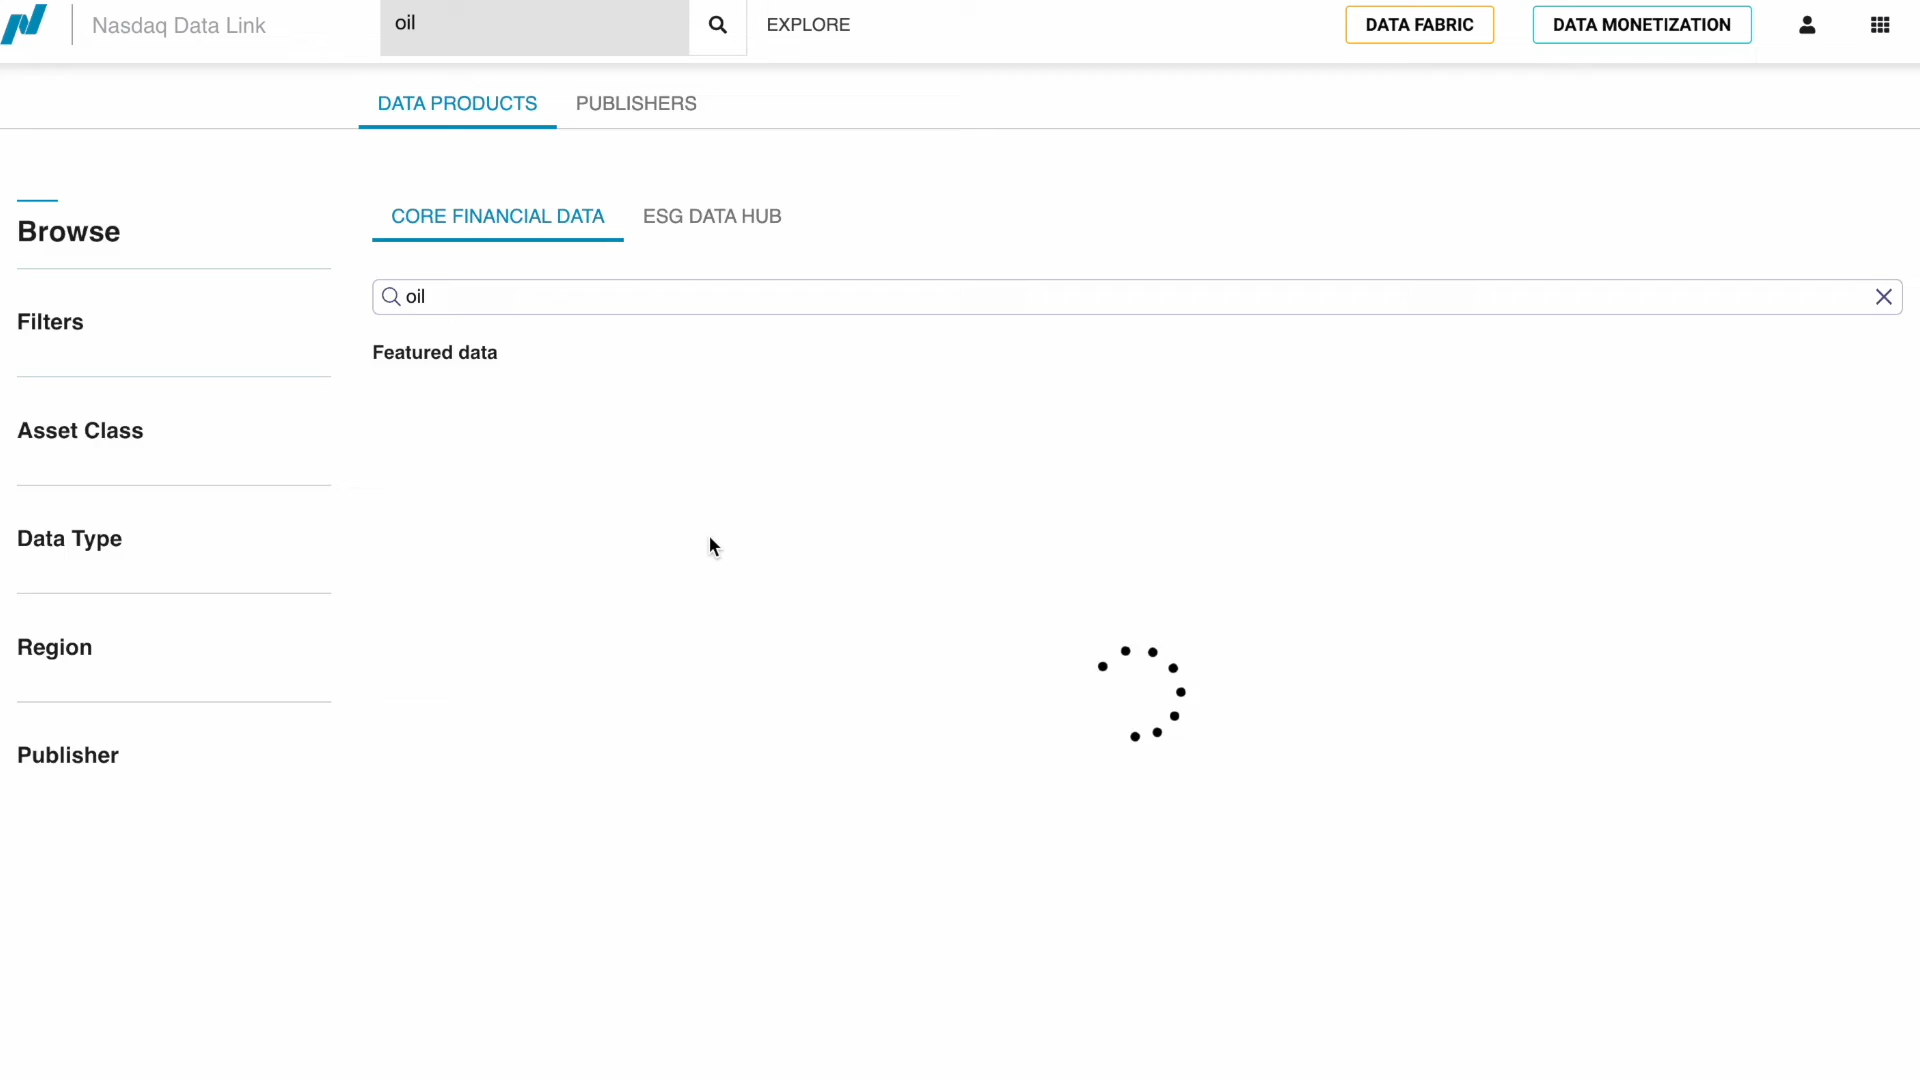 Nasdaq Data Link
oil
EXPLORE
DATA FABRIC
DATA MONETIZATION
DATA PRODUCTS
PUBLISHERS
Browse
Filters
Asset Class
Data Type
Region
Publisher
CORE FINANCIAL DATA
ESG DATA HUB
oil
Featured data